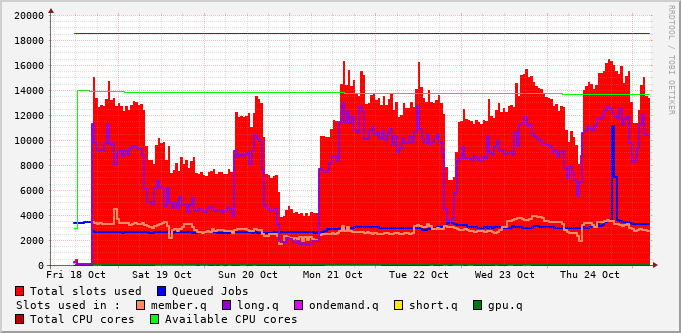 RRDTOOL / TOBI OETIKER
20000
18000
16000
14000
12000
10000
8000
6000
4000
2000
0
Fri 18 Oct Sat 19 Oct Sun 20 Oct Mon 21 Oct Tue 22 Oct Wed 23 Oct Thu 24 Oct
Total slots used Queued Jobs
Slots used in : member.q long.q ondemand.q short.q gpu.q
Total CPU cores Available CPU cores